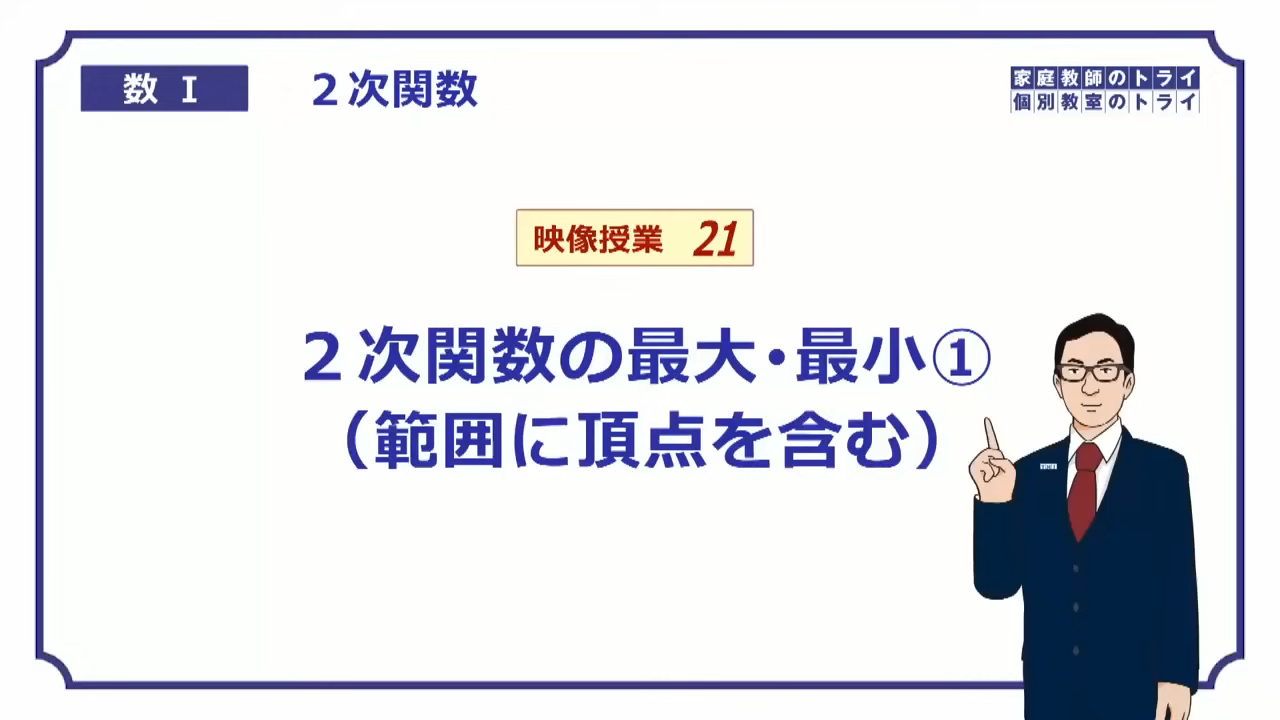 数 Ⅰ
２次関数
家庭教師のトライ
個別教室のトライ
映像授業 21
２次関数の最大・最小①
（範囲に頂点を含む）